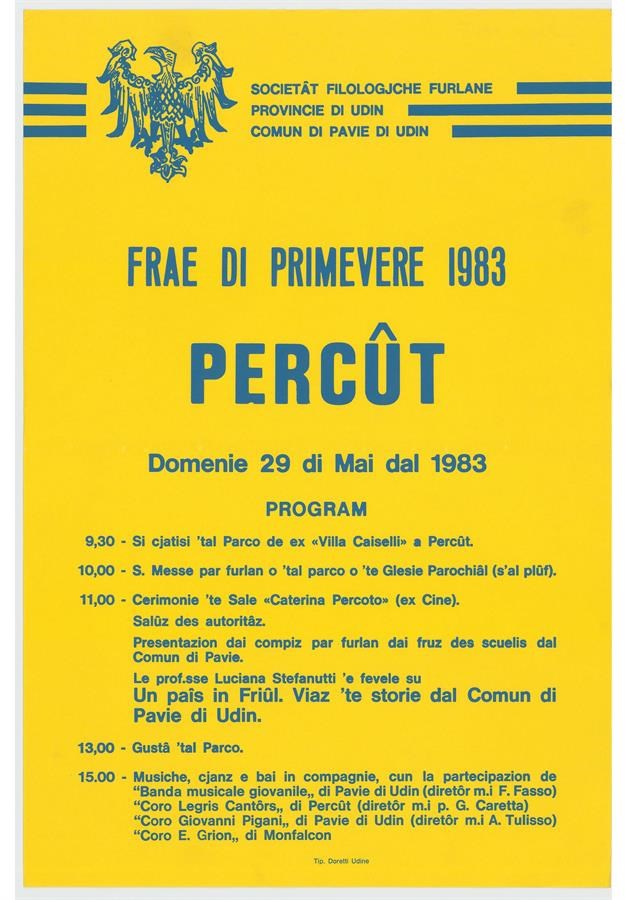 SOCIETÂT FILOLOGJCHE FURLANE
PROVINCIE DI UDIN
COMUN DI PAVIE DI UDIN
FRAE DI PRIMEVERE 1983
PERCÛT
Domenie 29 di Mai dal 1983
PROGRAM
9,30 - Si cjatisi 'tal Parco de ex «Villa Caiselli» a Percût.
10,00 - S. Messe par furlan o 'tal parco o 'te Glesie Parochiâl (s'al plûf).
11,00 - Cerimonie 'te Sale «Caterina Percoto» (ex Cine).
Salûz des autoritâz.
Presentazion dai compiz par furlan dai fruz des scuelis dal
Comun di Pavie.
Le prof.sse Luciana Stefanutti 'e fevele su
Un paîs in Friûl. Viaz 'te storie dal Comun di
Pavie di Udin.
13,00 - Gustâ 'tal Parco.
15.00 - Musiche, cjanz e bai in compagnie, cun la partecipazion de
“Banda musicale giovanile„ di Pavie di Udin (diretôr m.i F. Fasso)
“Coro Legris Cantôrs„ di Percût (diretôr m.i p. G. Caretta)
“Coro Giovanni Pigani„ di Pavie di Udin (diretôr m.i A. Tulisso)
“Coro E. Grion„ di Monfalcon
Tip. Doretti Udine